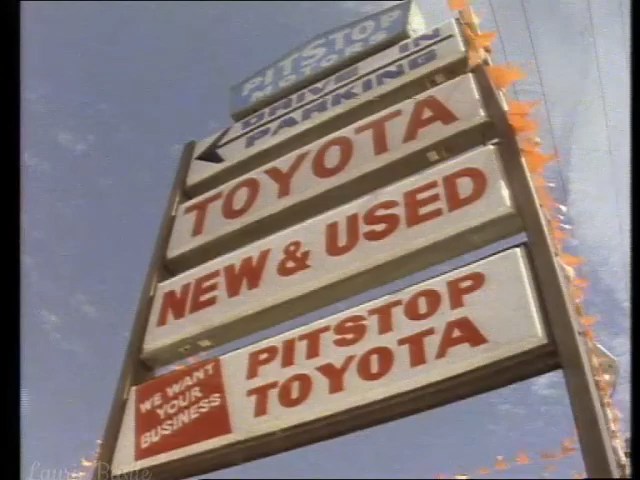 PITSTOP
MOTORS
DRIVE IN
PARKING
TOYOTA
NEW & USED
WE WANT
YOUR
BUSINESS
PITSTOP
TOYOTA